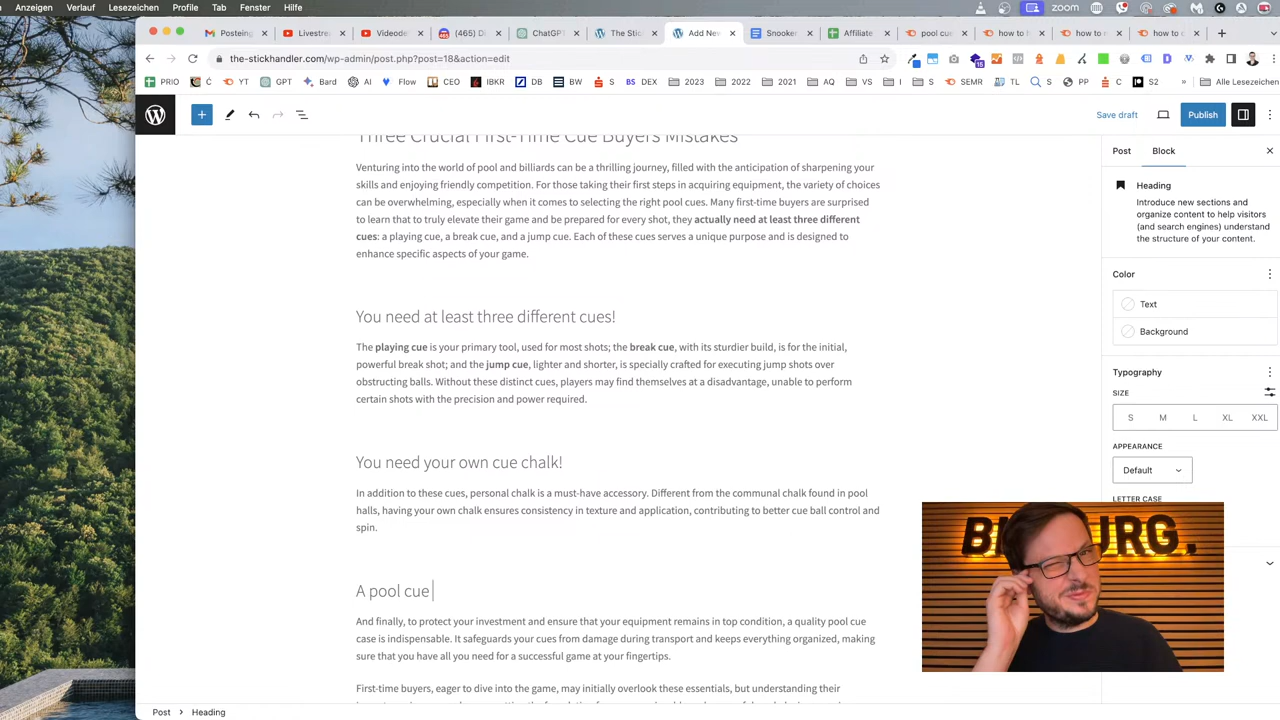 Anzeigen Verlauf Lesezeichen Profile Tab Fenster Hilfe
zoom
Posteing
Livestrea
Videodet
(465) Di
ChatGPT
The Stic
Add Nev
Snooker
Affiliate
pool cue
how to h
how to c
how to c
the-stickhandler.com/wp-admin/post.php?post=18&action=edit
PRIO Ć YT GPT Bard AI Flow CEO IBKR DB BW S DEX 2023 2022 2021 AQ VS I S SEMR TL S PP C S2 » Alle Lesezeichen
Save draft
Publish
Three Crucial First-Time Cue Buyers Mistakes
Venturing into the world of pool and billiards can be a thrilling journey, filled with the anticipation of sharpening your
skills and enjoying friendly competition. For those taking their first steps in acquiring equipment, the variety of choices
can be overwhelming, especially when it comes to selecting the right pool cues. Many first-time buyers are surprised
to learn that to truly elevate their game and be prepared for every shot, they actually need at least three different
cues: a playing cue, a break cue, and a jump cue. Each of these cues serves a unique purpose and is designed to
enhance specific aspects of your game.
You need at least three different cues!
The playing cue is your primary tool, used for most shots; the break cue, with its sturdier build, is for the initial,
powerful break shot; and the jump cue, lighter and shorter, is specially crafted for executing jump shots over
obstructing balls. Without these distinct cues, players may find themselves at a disadvantage, unable to perform
certain shots with the precision and power required.
You need your own cue chalk!
In addition to these cues, personal chalk is a must-have accessory. Different from the communal chalk found in pool
halls, having your own chalk ensures consistency in texture and application, contributing to better cue ball control and
spin.
A pool cue
And finally, to protect your investment and ensure that your equipment remains in top condition, a quality pool cue
case is indispensable. It safeguards your cues from damage during transport and keeps everything organized, making
sure that you have all you need for a successful game at your fingertips.
First-time buyers, eager to dive into the game, may initially overlook these essentials, but understanding their
Post Block
Heading
Introduce new sections and
organize content to help visitors
(and search engines) understand
the structure of your content.
Color
Text
Background
Typography
SIZE
S M L XL XXL
APPEARANCE
Default
LETTER CASE
URG.
Post › Heading